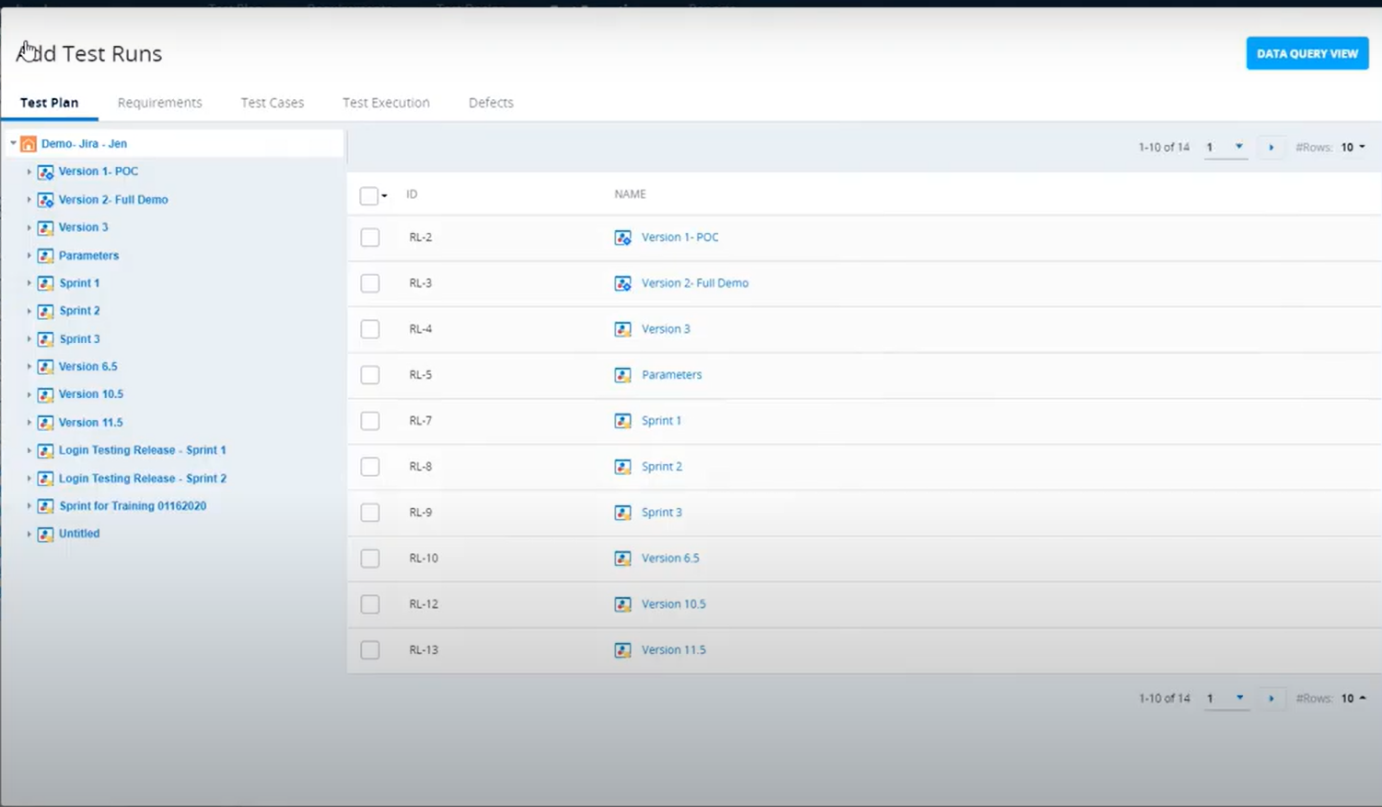 Add Test Runs
DATA QUERY VIEW
Test Plan Requirements Test Cases Test Execution Defects
Demo- Jira - Jen
Version 1- POC
Version 2- Full Demo
Version 3
Parameters
Sprint 1
Sprint 2
Sprint 3
Version 6.5
Version 10.5
Version 11.5
Login Testing Release - Sprint 1
Login Testing Release - Sprint 2
Sprint for Training 01162020
Untitled
1-10 of 14 1 #Rows: 10
ID NAME
RL-2 Version 1- POC
RL-3 Version 2- Full Demo
RL-4 Version 3
RL-5 Parameters
RL-7 Sprint 1
RL-8 Sprint 2
RL-9 Sprint 3
RL-10 Version 6.5
RL-12 Version 10.5
RL-13 Version 11.5
1-10 of 14 1 #Rows: 10